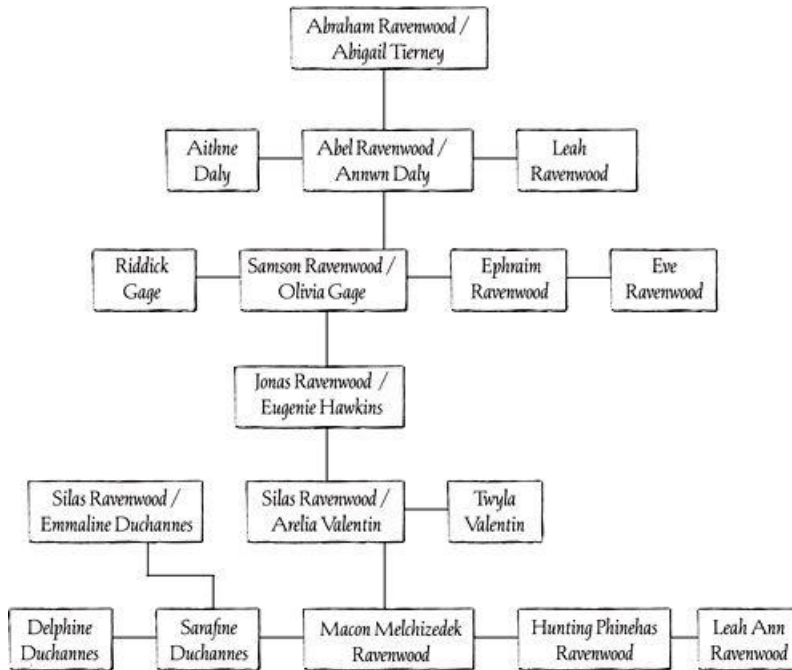 Abraham Ravenwood /
Abigail Tierney
Aithne
Daly
Abel Ravenwood /
Annwn Daly
Leah
Ravenwood
Riddick
Gage
Samson Ravenwood /
Olivia Gage
Ephraim
Ravenwood
Eve
Ravenwood
Jonas Ravenwood /
Eugenie Hawkins
Silas Ravenwood /
Emmaline Duchannes
Silas Ravenwood /
Arelia Valentin
Twyla
Valentin
Delphine
Duchannes
Sarafine
Duchannes
Macon Melchizedek
Ravenwood
Hunting Phinehas
Ravenwood
Leah Ann
Ravenwood